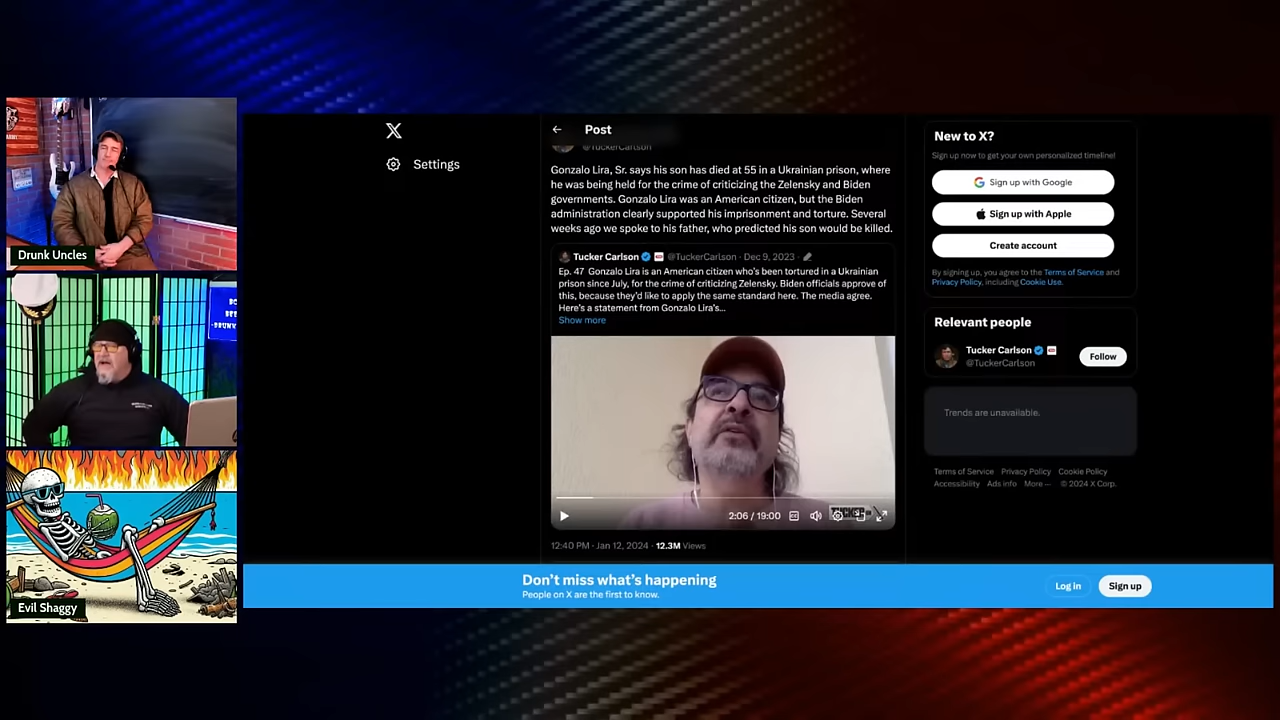 Drunk Uncles
Evil Shaggy
X
Settings
Post
@TuckerCarlson
Gonzalo Lira, Sr. says his son has died at 55 in a Ukrainian prison, where
he was being held for the crime of criticizing the Zelensky and Biden
governments. Gonzalo Lira was an American citizen, but the Biden
administration clearly supported his imprisonment and torture. Several
weeks ago we spoke to his father, who predicted his son would be killed.
Tucker Carlson @TuckerCarlson · Dec 9, 2023 ·
Ep. 47 Gonzalo Lira is an American citizen who's been tortured in a Ukrainian
prison since July, for the crime of criticizing Zelensky. Biden officials approve of
this, because they'd like to apply the same standard here. The media agree.
Here's a statement from Gonzalo Lira's...
Show more
2:06 / 19:00
TUCKER
12:40 PM · Jan 12, 2024 · 12.3M Views
New to X?
Sign up now to get your own personalized timeline!
Sign up with Google
Sign up with Apple
Create account
By signing up, you agree to the Terms of Service and
Privacy Policy, including Cookie Use.
Relevant people
Tucker Carlson
@TuckerCarlson
Follow
Trends are unavailable.
Terms of Service Privacy Policy Cookie Policy
Accessibility Ads info More ··· © 2024 X Corp.
Don't miss what's happening
People on X are the first to know.
Log in
Sign up